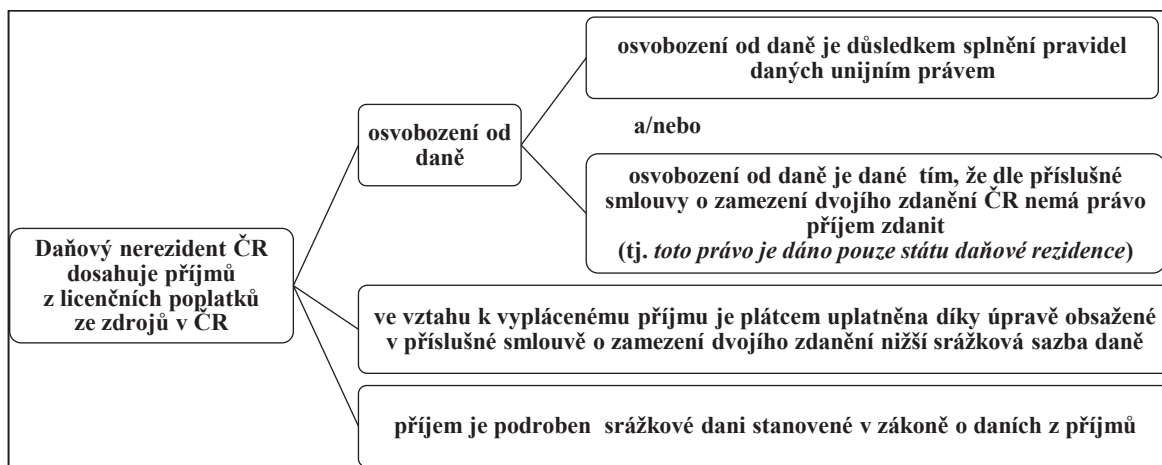 osvobození od daně je důsledkem splnění pravidel
daných unijním právem
osvobození od
daně
a/nebo
osvobození od daně je dané tím, že dle příslušné
smlouvy o zamezení dvojího zdanění ČR nemá právo
příjem zdanit
(tj. toto právo je dáno pouze státu daňové rezidence)
Daňový nerezident ČR
dosahuje příjmů
z licenčních poplatků
ze zdrojů v ČR
ve vztahu k vyplácenému příjmu je plátcem uplatněna díky úpravě obsažené
v příslušné smlouvě o zamezení dvojího zdanění nižší srážková sazba daně
příjem je podroben srážkové dani stanovené v zákoně o daních z příjmů